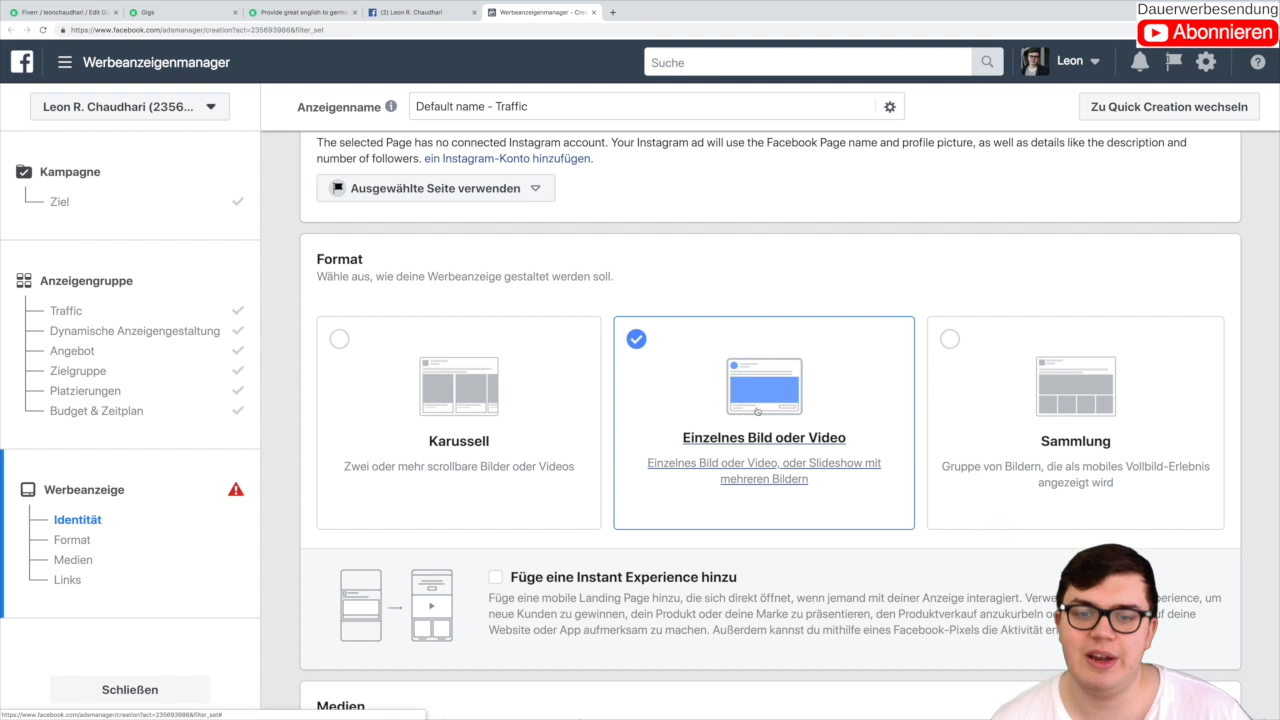 Fiverr / leonchaudhari / Edit Gi
Gigs
Provide great english to germa
(2) Leon R. Chaudhari
Werbeanzeigenmanager - Crea
Dauerwerbesendung
Abonnieren
https://www.facebook.com/adsmanager/creation?act=235693986&filter_set
Werbeanzeigenmanager
Suche
Leon
Leon R. Chaudhari (2356...
Anzeigenname
Default name - Traffic
Zu Quick Creation wechseln
The selected Page has no connected Instagram account. Your Instagram ad will use the Facebook Page name and profile picture, as well as details like the description and
number of followers. ein Instagram-Konto hinzufügen.
Ausgewählte Seite verwenden
Kampagne
Ziel
Anzeigengruppe
Traffic
Dynamische Anzeigengestaltung
Angebot
Zielgruppe
Platzierungen
Budget & Zeitplan
Werbeanzeige
Identität
Format
Medien
Links
Schließen
Format
Wähle aus, wie deine Werbeanzeige gestaltet werden soll.
Karussell
Zwei oder mehr scrollbare Bilder oder Videos
Einzelnes Bild oder Video
Einzelnes Bild oder Video, oder Slideshow mit
mehreren Bildern
Sammlung
Gruppe von Bildern, die als mobiles Vollbild-Erlebnis
angezeigt wird
Füge eine Instant Experience hinzu
Füge eine mobile Landing Page hinzu, die sich direkt öffnet, wenn jemand mit deiner Anzeige interagiert. Verwe erience, um
neue Kunden zu gewinnen, dein Produkt oder deine Marke zu präsentieren, den Produktverkauf anzukurbeln o f deine
Website oder App aufmerksam zu machen. Außerdem kannst du mithilfe eines Facebook-Pixels die Aktivität en
Medien
https://www.facebook.com/adsmanager/creation?act=235693986&filter_set#